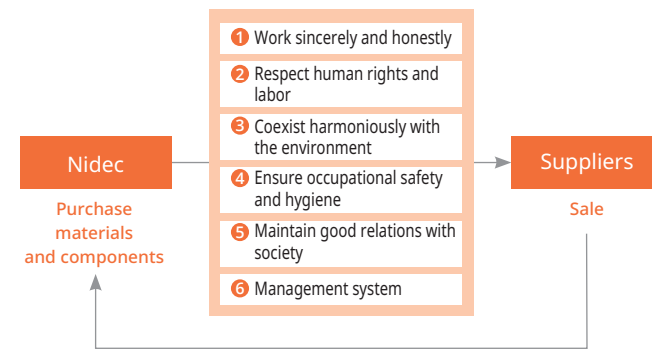 Nidec
Purchase
materials
and components
1 Work sincerely and honestly
2 Respect human rights and
labor
3 Coexist harmoniously with
the environment
4 Ensure occupational safety
and hygiene
5 Maintain good relations with
society
6 Management system
Suppliers
Sale